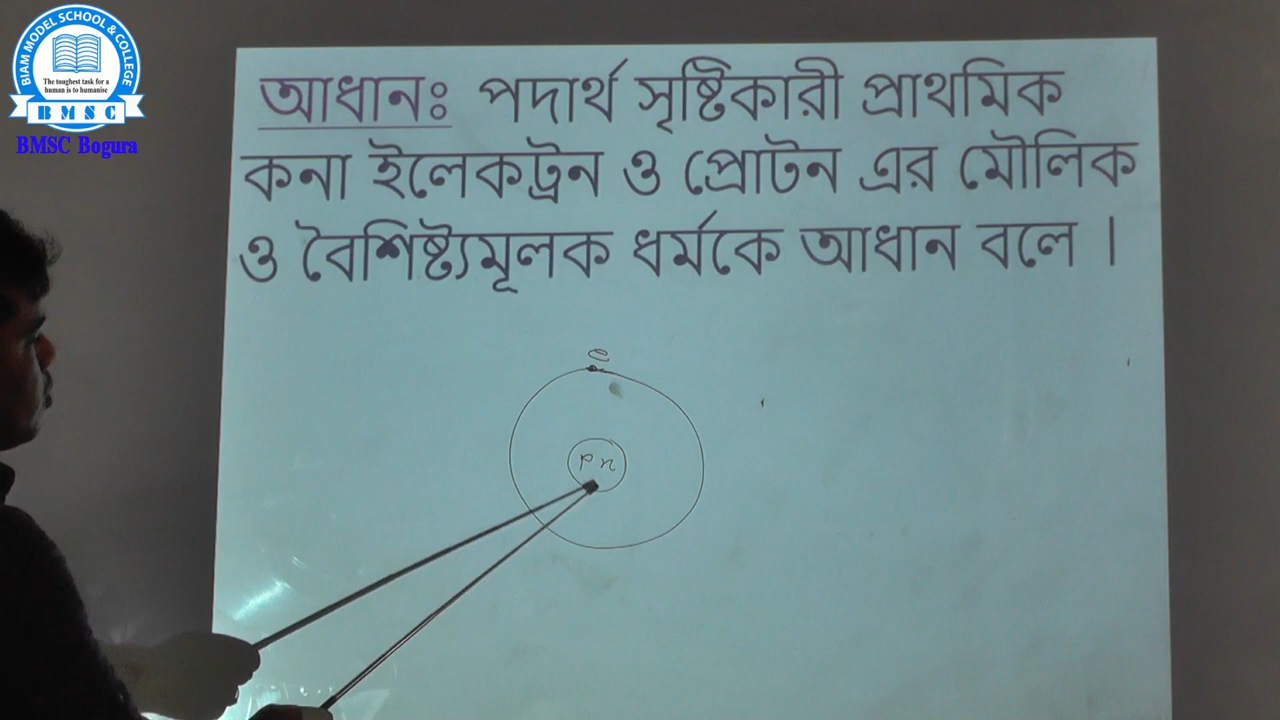 BIAM MODEL SCHOOL & COLLEGE
The toughest task for a
human is to humanise
B M S C
BMSC Bogura
আধানঃ পদার্থ সৃষ্টিকারী প্রাথমিক
কনা ইলেকট্রন ও প্রোটন এর মৌলিক
ও বৈশিষ্ট্যমূলক ধর্মকে আধান বলে ।
e
p n